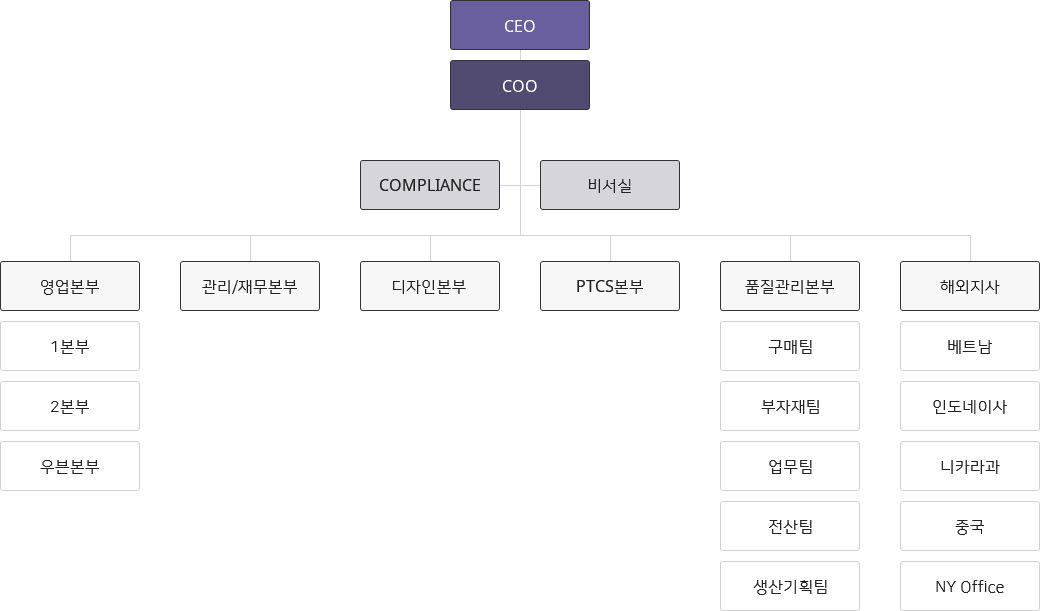 CEO
COO
COMPLIANCE
비서실
영업본부
관리/재무본부
디자인본부
PTCS본부
품질관리본부
해외지사
1본부
구매팀
베트남
2본부
부자재팀
인도네이사
우븐본부
업무팀
니카라과
전산팀
중국
생산기획팀
NY Office